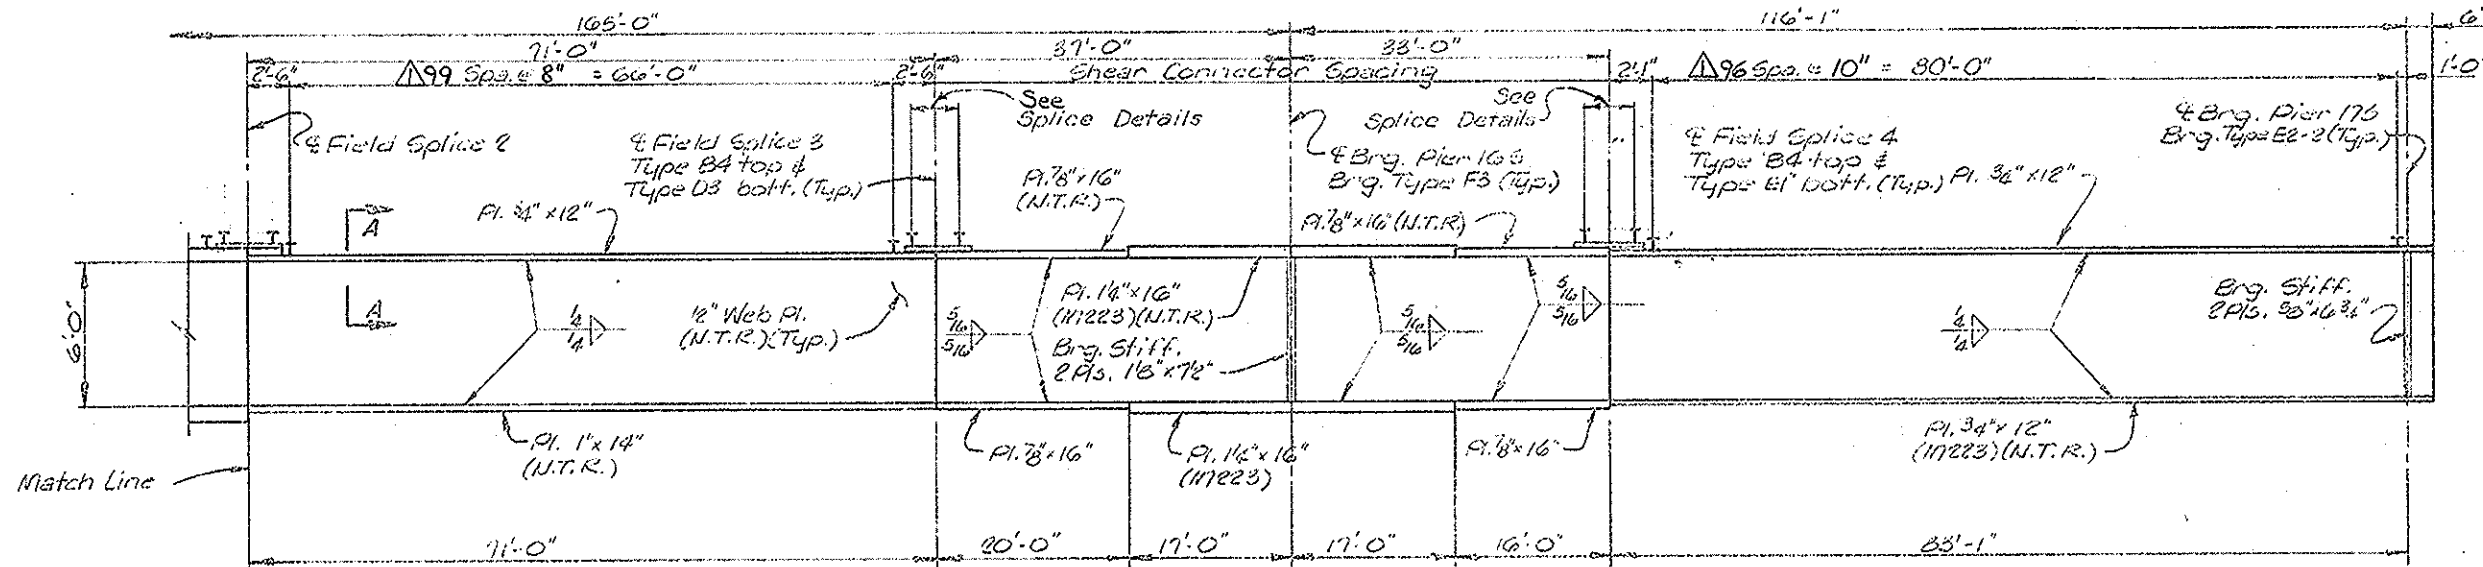 165'-0"
116'-1"
6"
71'-0"
37'-0"
33'-0"
2'-6"
△1 99 Spa. @ 8" = 66'-0"
2'-6"
Shear Connector Spacing
2'-1"
△1 96 Spa. @ 10" = 80'-0"
1'-0"
See
Splice Details
See
Splice Details
℄ Field Splice 2
℄ Field Splice 3
Type B4 top &
Type D3 bott. (Typ.)
℄ Brg. Pier 16S
Brg. Type F3 (Typ.)
℄ Field Splice 4
Type B4 top &
Type E1 bott. (Typ.)
℄ Brg. Pier 17S
Brg. Type E2-2 (Typ.)
Pl. 3/4" x 12"
Pl. 7/8" x 16"
(N.T.R.)
Pl. 7/8" x 16" (N.T.R.)
Pl. 3/4" x 12"
A
A
6'-0"
1/4
1/4
1/2" Web Pl.
(N.T.R.) (Typ.)
5/16
5/16
Pl. 1 1/4" x 16"
(M223) (N.T.R.)
Brg. Stiff.
2 Pls. 1 1/8" x 7 1/2"
5/16
5/16
5/16
5/16
1/4
1/4
Brg. Stiff.
2 Pls. 5/8" x 6 3/4"
Pl. 1" x 14"
(N.T.R.)
Pl. 7/8" x 16"
Pl. 1 1/4" x 16"
(M223)
Pl. 7/8" x 16"
Pl. 3/4" x 12"
(M223) (N.T.R.)
Match Line
71'-0"
20'-0"
17'-0"
17'-0"
16'-0"
83'-1"